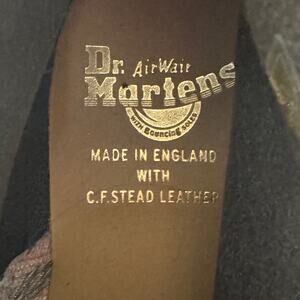 Dr. AirWair
Martens
WITH Bouncing SOLES
MADE IN ENGLAND
WITH
C.F.STEAD LEATHER